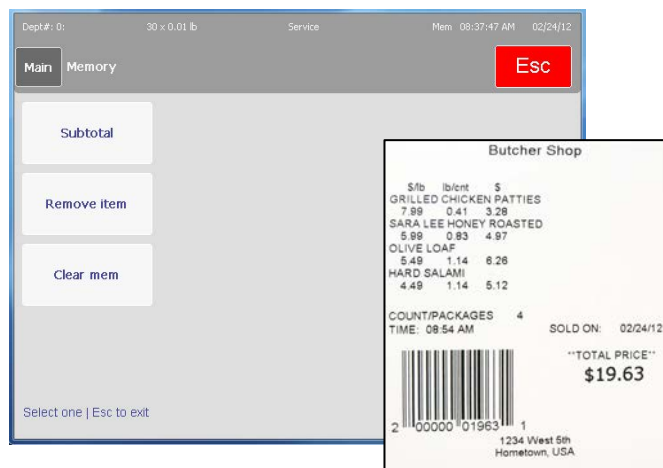 Dept#: 0: 30 x 0.01 lb Service Mem 08:37:47 AM 02/24/12
Main Memory Esc
Subtotal
Remove item
Clear mem
Select one | Esc to exit
Butcher Shop
$/lb lb/cnt $
GRILLED CHICKEN PATTIES
7.99 0.41 3.28
SARA LEE HONEY ROASTED
5.99 0.83 4.97
OLIVE LOAF
5.49 1.14 6.26
HARD SALAMI
4.49 1.14 5.12
COUNT/PACKAGES 4
TIME: 08:54 AM SOLD ON: 02/24/12
**TOTAL PRICE**
$19.63
2 00000 01963 1
1234 West 5th
Hometown, USA